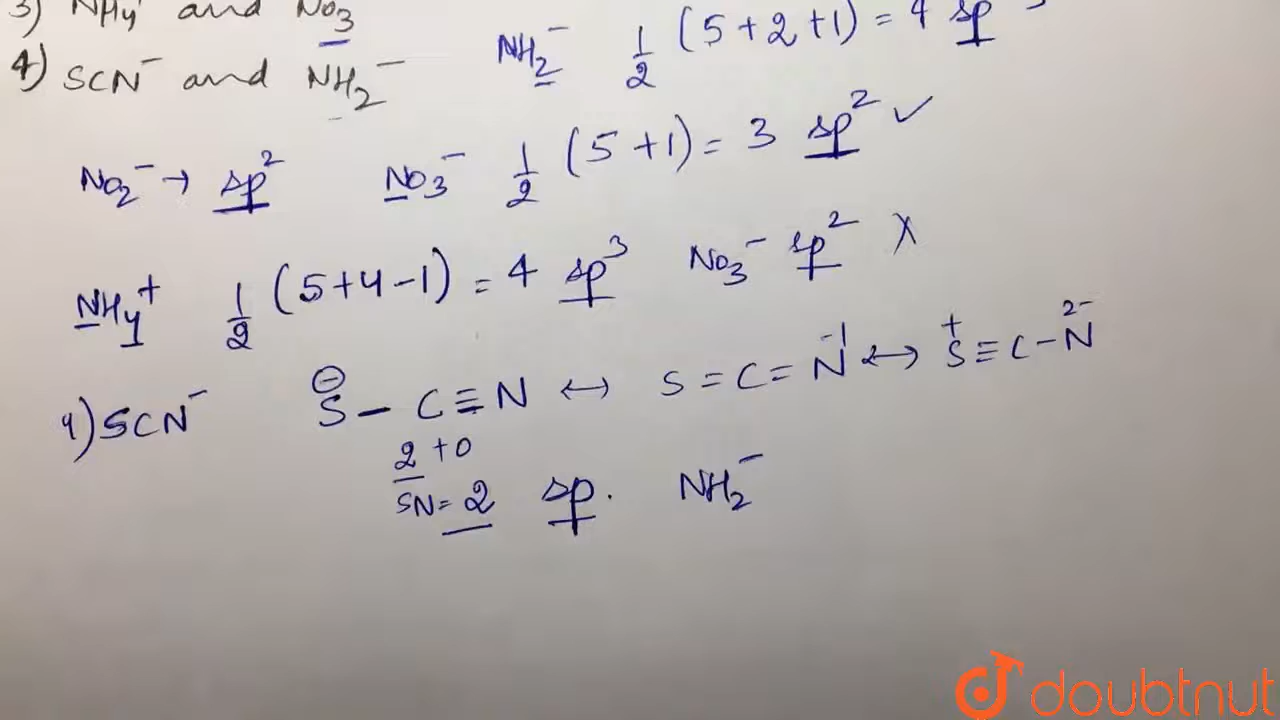 3) NH4+ and NO3
4) SCN⁻ and NH2⁻
NH2⁻ 1/2 (5+2+1) = 4 sp³
NO2⁻ → sp² NO3⁻ 1/2 (5+1) = 3 sp² ✓
NH4+ 1/2 (5+4-1) = 4 sp³ NO3⁻ sp² X
4) SCN⁻ S⊖ - C ≡ N ↔ S = C = N⁻¹ ↔ S⁺ ≡ C - N²⁻
2 + 0
SN = 2 sp. NH2⁻
doubtnut